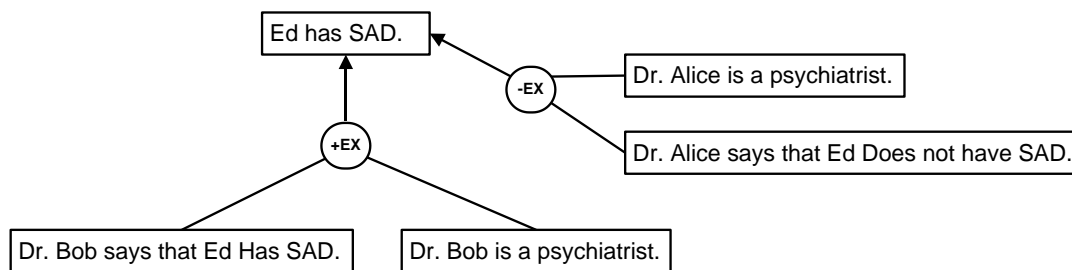 Ed has SAD.
Dr. Alice is a psychiatrist.
-EX
Dr. Alice says that Ed Does not have SAD.
+EX
Dr. Bob says that Ed Has SAD.
Dr. Bob is a psychiatrist.